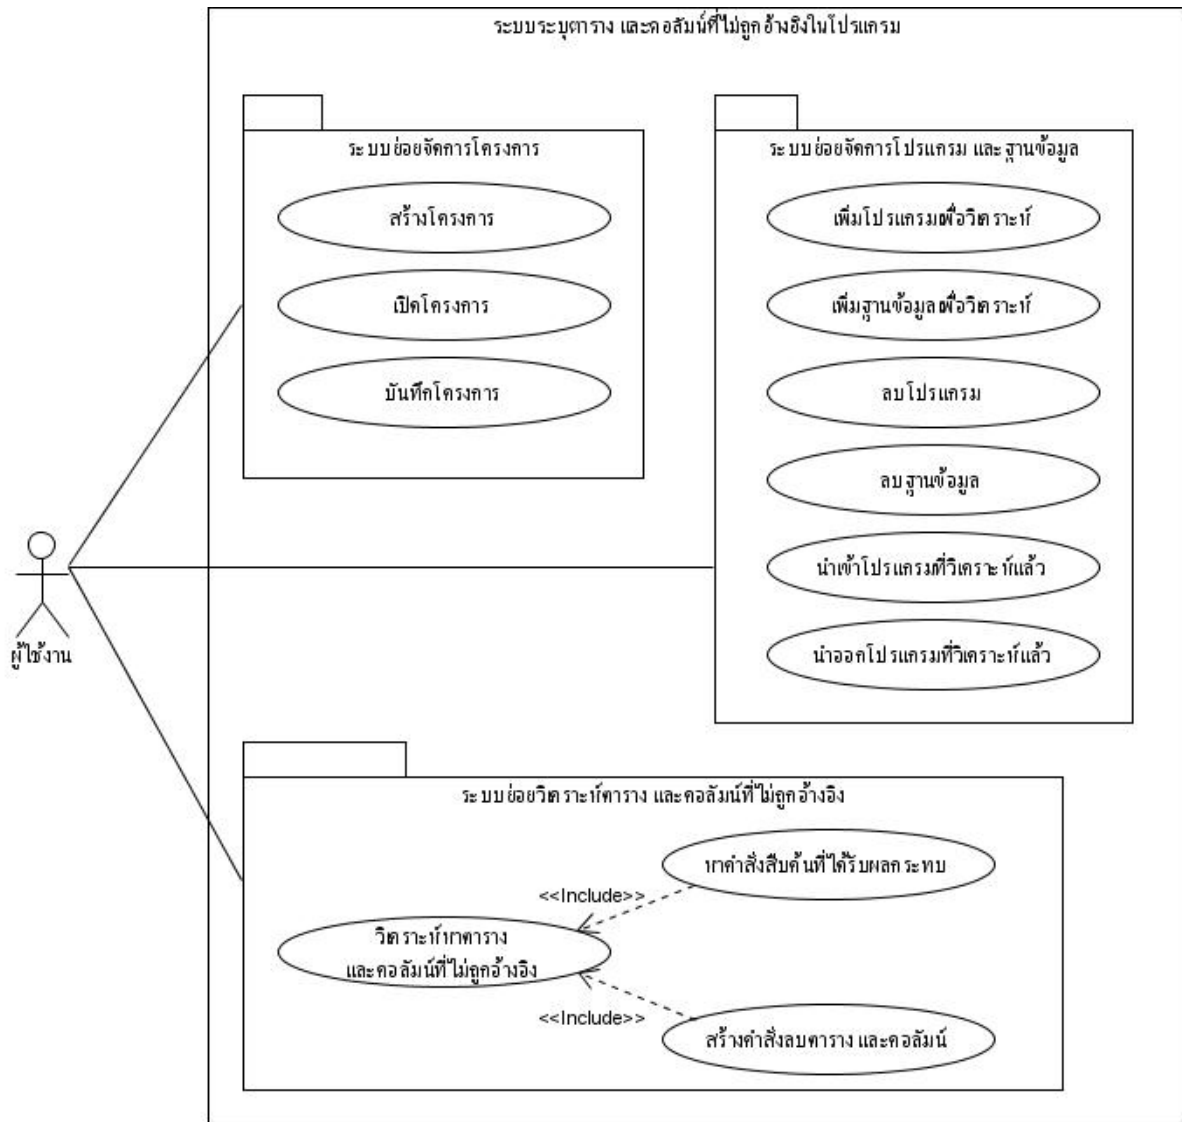 ระบบระบุตาราง และคอลัมน์ที่ไม่ถูกอ้างอิงในโปรแกรม
ระบบย่อยจัดการโครงการ
สร้างโครงการ
เปิดโครงการ
บันทึกโครงการ
ระบบย่อยจัดการโปรแกรม และฐานข้อมูล
เพิ่มโปรแกรมเพื่อวิเคราะห์
เพิ่มฐานข้อมูลเพื่อวิเคราะห์
ลบโปรแกรม
ลบฐานข้อมูล
นำเข้าโปรแกรมที่วิเคราะห์แล้ว
นำออกโปรแกรมที่วิเคราะห์แล้ว
ผู้ใช้งาน
ระบบย่อยวิเคราะห์ตาราง และคอลัมน์ที่ไม่ถูกอ้างอิง
หาคำสั่งสืบค้นที่ได้รับผลกระทบ
<<Include>>
วิเคราะห์หาตาราง
และคอลัมน์ที่ไม่ถูกอ้างอิง
<<Include>>
สร้างคำสั่งลบตาราง และคอลัมน์